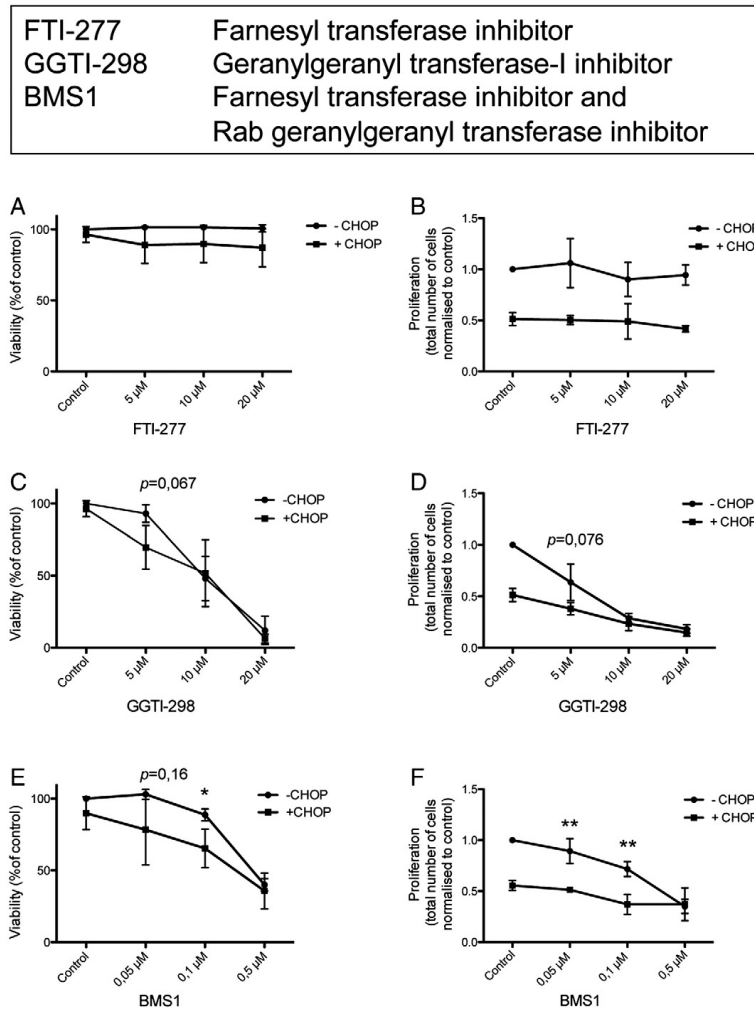 FTI-277 Farnesyl transferase inhibitor
GGTI-298 Geranylgeranyl transferase-I inhibitor
BMS1 Farnesyl transferase inhibitor and
Rab geranylgeranyl transferase inhibitor
A
Viability (%of control)
100
50
0
Control
5 µM
10 µM
20 µM
FTI-277
- CHOP
+ CHOP
B
Proliferation
(total number of cells
normalised to control)
1.5
1.0
0.5
0.0
Control
5 µM
10 µM
20 µM
FTI-277
- CHOP
+ CHOP
C
p=0,067
Viability (%of control)
100
50
0
Control
5 µM
10 µM
20 µM
GGTI-298
-CHOP
+CHOP
D
p=0,076
Proliferation
(total number of cells
normalised to control)
1.5
1.0
0.5
0.0
Control
5 µM
10 µM
20 µM
GGTI-298
- CHOP
+ CHOP
E
p=0,16
*
Viability (%of control)
100
50
0
Control
0,05 µM
0,1 µM
0,5 µM
BMS1
-CHOP
+CHOP
F
**
**
Proliferation
(total number of cells
normalised to control)
1.5
1.0
0.5
0.0
Control
0,05 µM
0,1 µM
0,5 µM
BMS1
- CHOP
+ CHOP